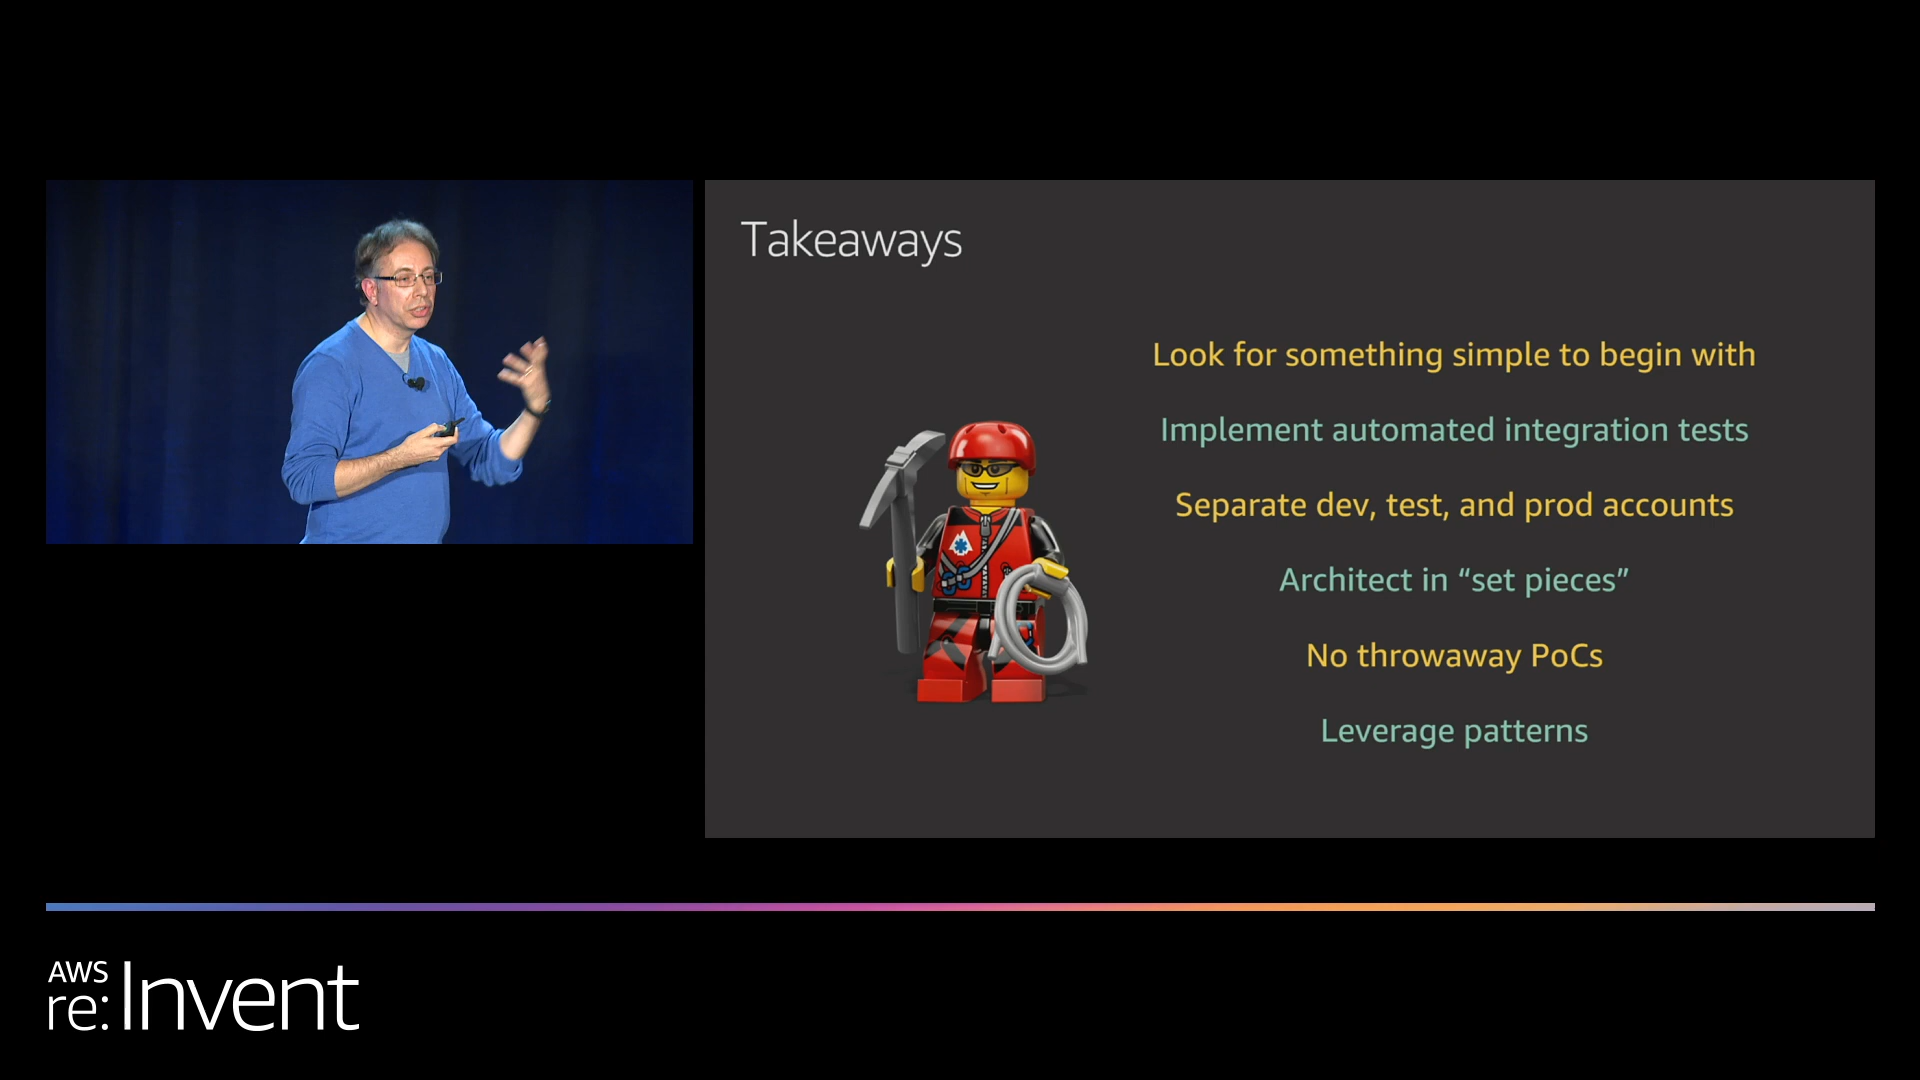 Takeaways
Look for something simple to begin with
Implement automated integration tests
Separate dev, test, and prod accounts
Architect in “set pieces”
No throwaway PoCs
Leverage patterns
AWS
re:Invent